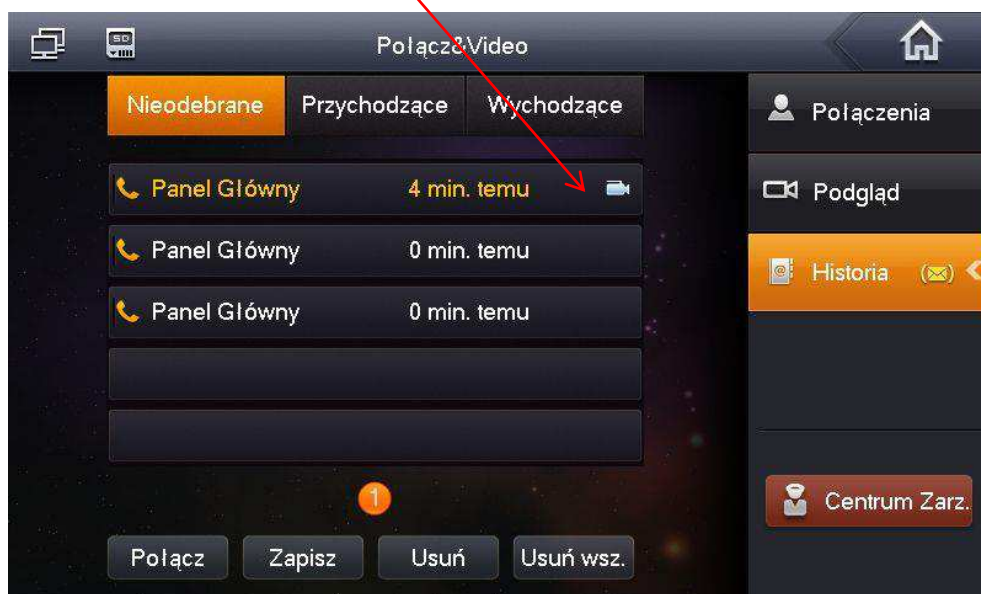 SD
Połącz&Video
Nieodebrane Przychodzące Wychodzące
Panel Główny 4 min. temu
Panel Główny 0 min. temu
Panel Główny 0 min. temu
1
Połącz Zapisz Usuń Usuń wsz.
Połączenia
Podgląd
@ Historia (✉)
Centrum Zarz.